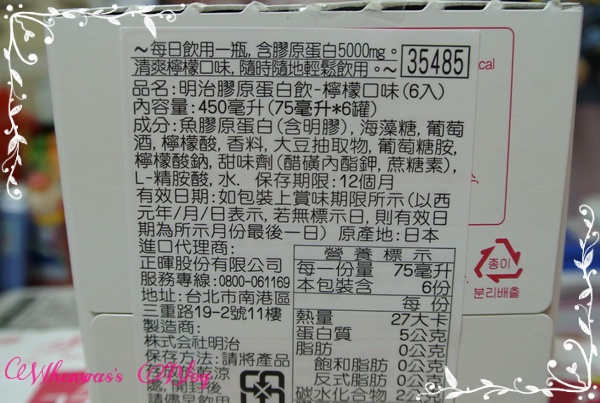 ~每日飲用一瓶,含膠原蛋白5000mg。
清爽檸檬口味,隨時隨地輕鬆飲用。~
35485
品名:明治膠原蛋白飲-檸檬口味(6入)
內容量:450毫升(75毫升*6罐)
成分:魚膠原蛋白(含明膠),海藻糖,葡萄
酒,檸檬酸,香料,大豆抽取物,葡萄糖胺,
檸檬酸鈉,甜味劑(醋磺內酯鉀,蔗糖素),
L-精胺酸,水. 保存期限:12個月
有效日期:如包裝上賞味期限所示(以西
元年/月/日表示,若無標示日,則有效日
期為所示月份最後一日) 原產地:日本
進口代理商:
正暉股份有限公司
服務專線:0800-061169
地址:台北市南港區
三重路19-2號11樓
製造商:
株式會社明治
保存方法:請將產品
營養標示
每一份量 75毫升
本包裝含 6份
每份
熱量 27大卡
蛋白質 5公克
脂肪 0公克
飽和脂肪 0公克
反式脂肪 0公克
碳水化合物
cal
종이
분리배출
Whenwas's